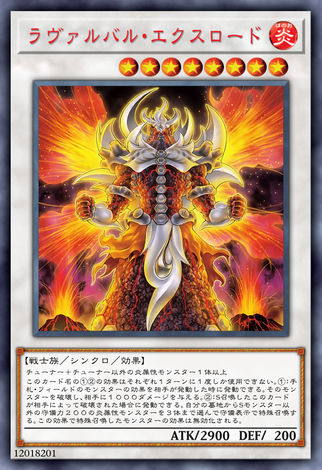 ラヴァルバル・エクスロード
ほのお
炎
【戦士族／シンクロ／効果】
チューナー＋チューナー以外の炎属性モンスター１体以上
このカード名の①②の効果はそれぞれ１ターンに１度しか使用できない。①：手
札・フィールドのモンスターの効果を相手が発動した時に発動できる。そのモン
スターを破壊し、相手に１０００ダメージを与える。②：S召喚したこのカード
が相手によって破壊された場合に発動できる。自分の墓地からSモンスター以
外の守備力２００の炎属性モンスターを３体まで選んで守備表示で特殊召喚す
る。この効果で特殊召喚したモンスターの効果は無効化される。
ATK/2900 DEF/ 200
12018201